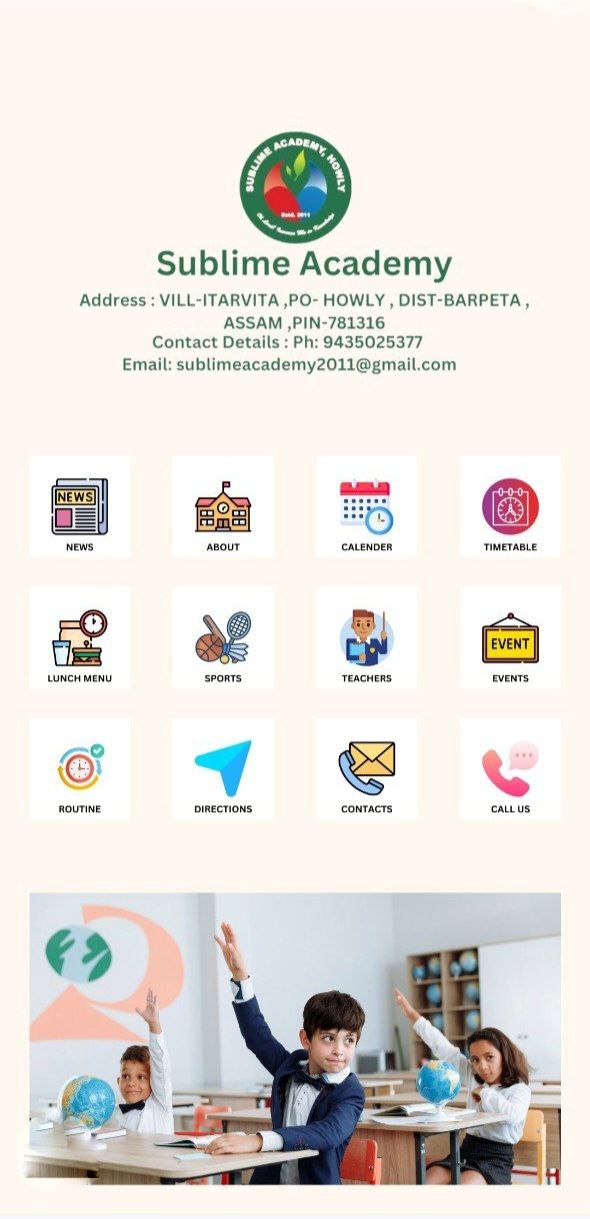 SUBLIME ACADEMY, HOWLY
Estd. 2011
Sublime Academy
Address : VILL-ITARVITA ,PO- HOWLY , DIST-BARPETA ,
ASSAM ,PIN-781316
Contact Details : Ph: 9435025377
Email: sublimeacademy2011@gmail.com
NEWS
NEWS
ABOUT
CALENDER
TIMETABLE
EVENT
LUNCH MENU
SPORTS
TEACHERS
EVENTS
ROUTINE
DIRECTIONS
CONTACTS
CALL US